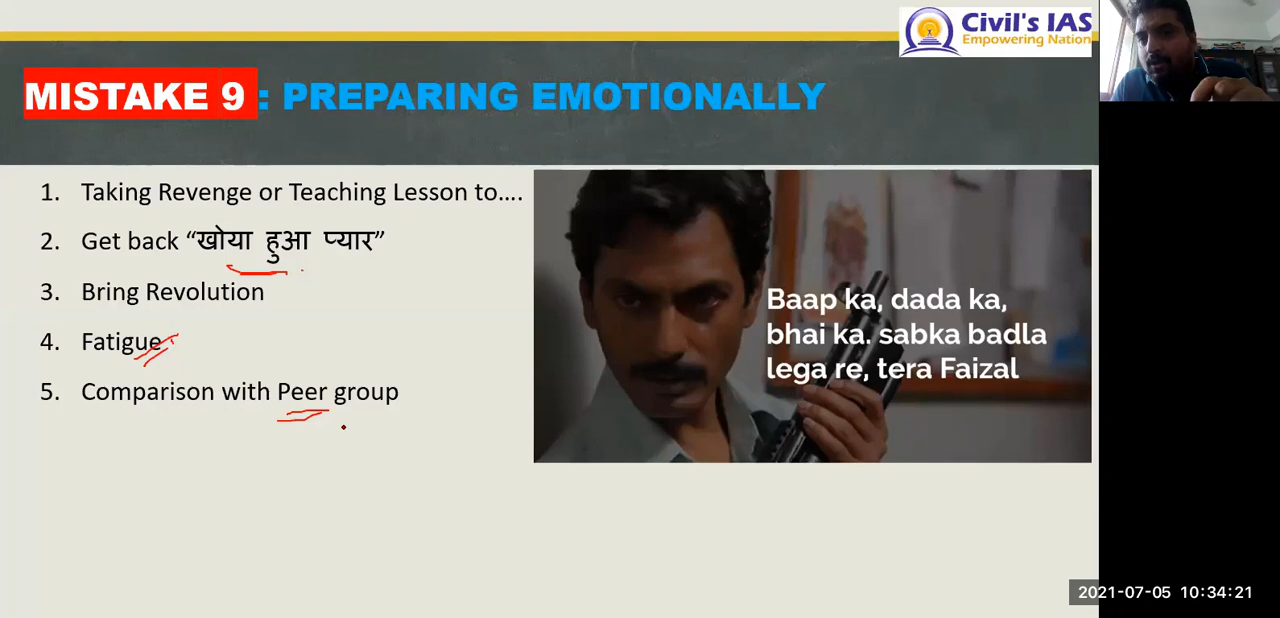 Civil's IAS
Empowering Nation
MISTAKE 9 : PREPARING EMOTIONALLY
1. Taking Revenge or Teaching Lesson to....
2. Get back “खोया हुआ प्यार”
3. Bring Revolution
4. Fatigue
5. Comparison with Peer group
Baap ka, dada ka,
bhai ka. sabka badla
lega re, tera Faizal
2021-07-05 10:34:21